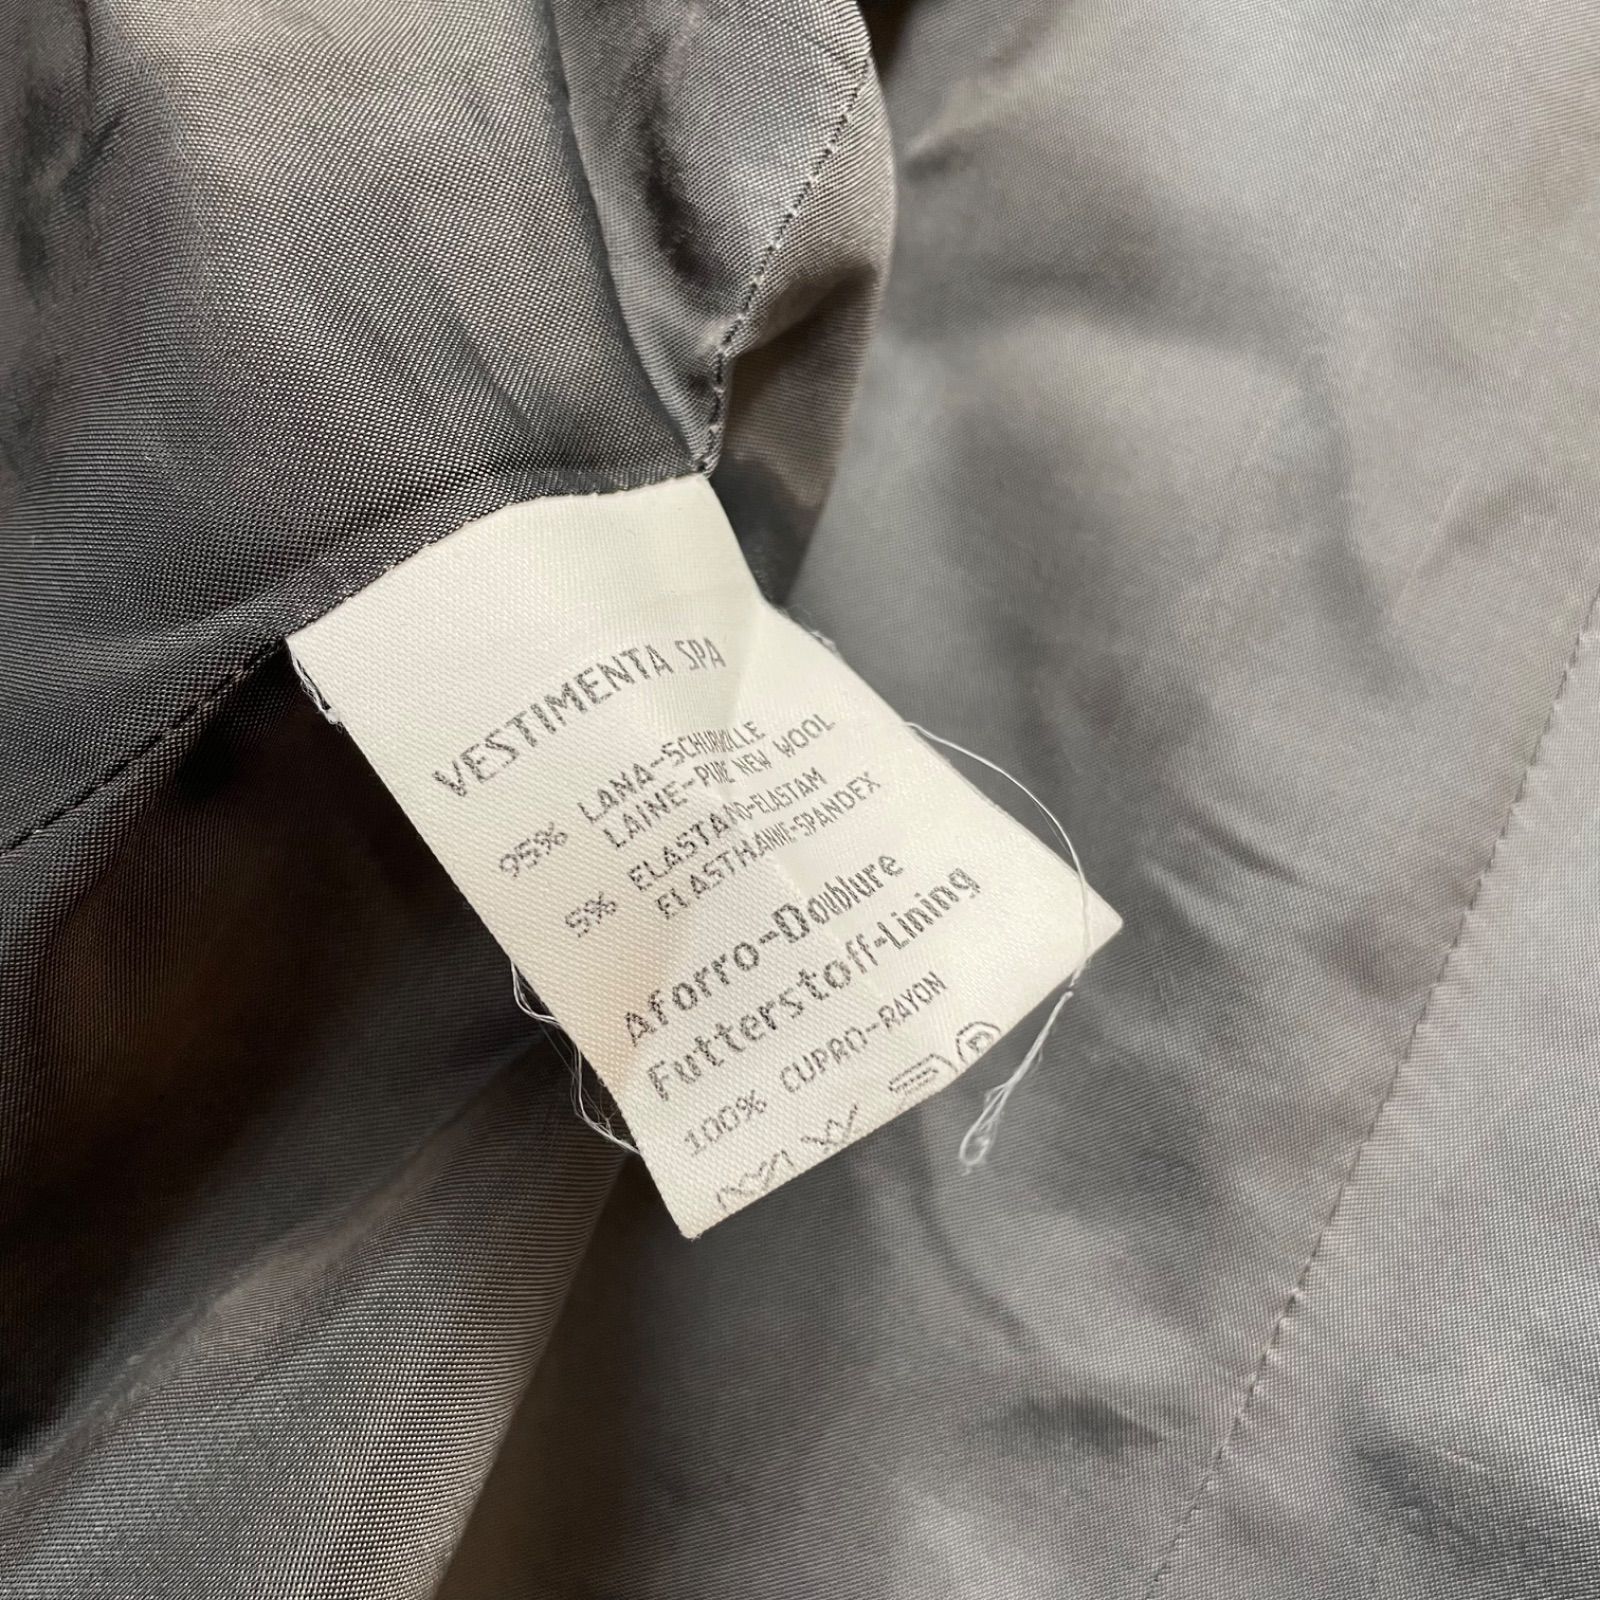 VESTIMENTA SPA
95% LANA-SCHURWOLLE
LAINE-PURE NEW WOOL
5% ELASTANO-ELASTAM
ELASTHANNE-SPANDEX
Aforro-Doublure
Futterstoff-Lining
100% CUPRO-RAYON
P